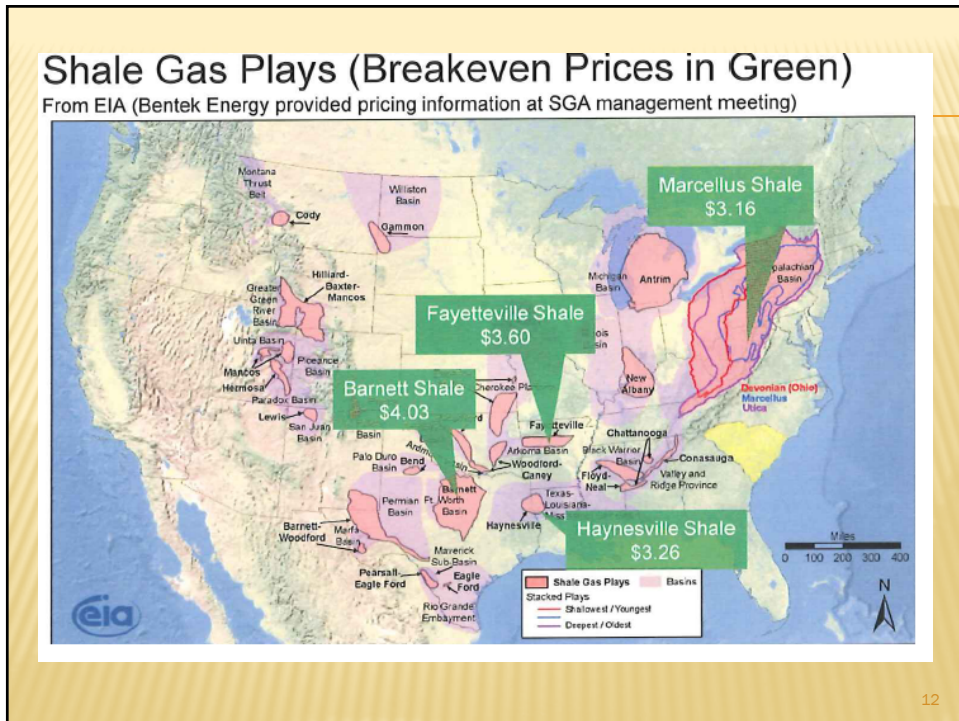 Shale Gas Plays (Breakeven Prices in Green)
From EIA (Bentek Energy provided pricing information at SGA management meeting)
Montana
Thrust
Belt
Cody
Williston
Basin
Gammon
Marcellus Shale
$3.16
Hilliard-
Baxter-
Mancos
Greater
Green
River
Basin
Michigan
Basin
Antrim
palachian
Basin
Fayetteville Shale
$3.60
ois
sin
Uinta Basin
Mancos
Piceance
Basin
Hermosa
Paradox Basin
Lewis
San Juan
Basin
Barnett Shale
$4.03
Cherokee Pla
New
Albany
Devonian (Ohio)
Marcellus
Utica
Basin
rd
Fayetteville
Chattanooga
Palo Duro
Basin
Bend
Arkoma Basin
Woodford-
Caney
Black Warrior
Basin
Conasauga
Floyd-
Neal
Valley and
Ridge Province
Permian
Basin
Barnett
Ft. Worth
Basin
Texas-
Louisiana-
Haynesville
Haynesville Shale
$3.26
Barnett-
Woodford
Marfa
Basin
Maverick
Sub-Basin
Pearsall-
Eagle Ford
Eagle
Ford
Rio Grande
Embayment
Miles
0 100 200 300 400
N
Shale Gas Plays
Basins
Stacked Plays
Shallowest / Youngest
Deepest / Oldest
eia
12